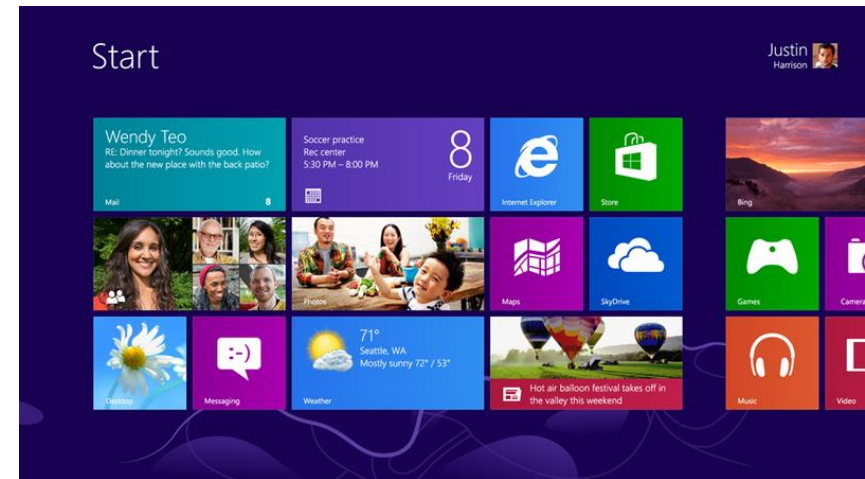 Start
Justin
Harrison
Wendy Teo
RE: Dinner tonight? Sounds good. How
about the new place with the back patio?
Mail
8
Soccer practice
Rec center
5:30 PM – 8:00 PM
8
Friday
Internet Explorer
Store
Bing
Photos
Maps
SkyDrive
Games
Camera
Desktop
:-)
Messaging
71°
Seattle, WA
Mostly sunny 72° / 53°
Weather
Hot air balloon festival takes off in
the valley this weekend
Music
Video